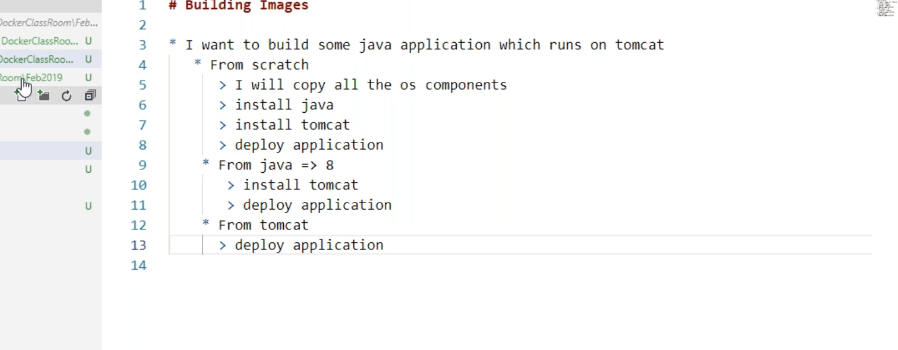 DockerClassRoom\Feb...
DockerClassRoo... U
DockerClassRoo... U
Room\Feb2019 U
U
U
U
1 # Building Images
2
3 * I want to build some java application which runs on tomcat
4 * From scratch
5 > I will copy all the os components
6 > install java
7 > install tomcat
8 > deploy application
9 * From java => 8
10 > install tomcat
11 > deploy application
12 * From tomcat
13 > deploy application
14